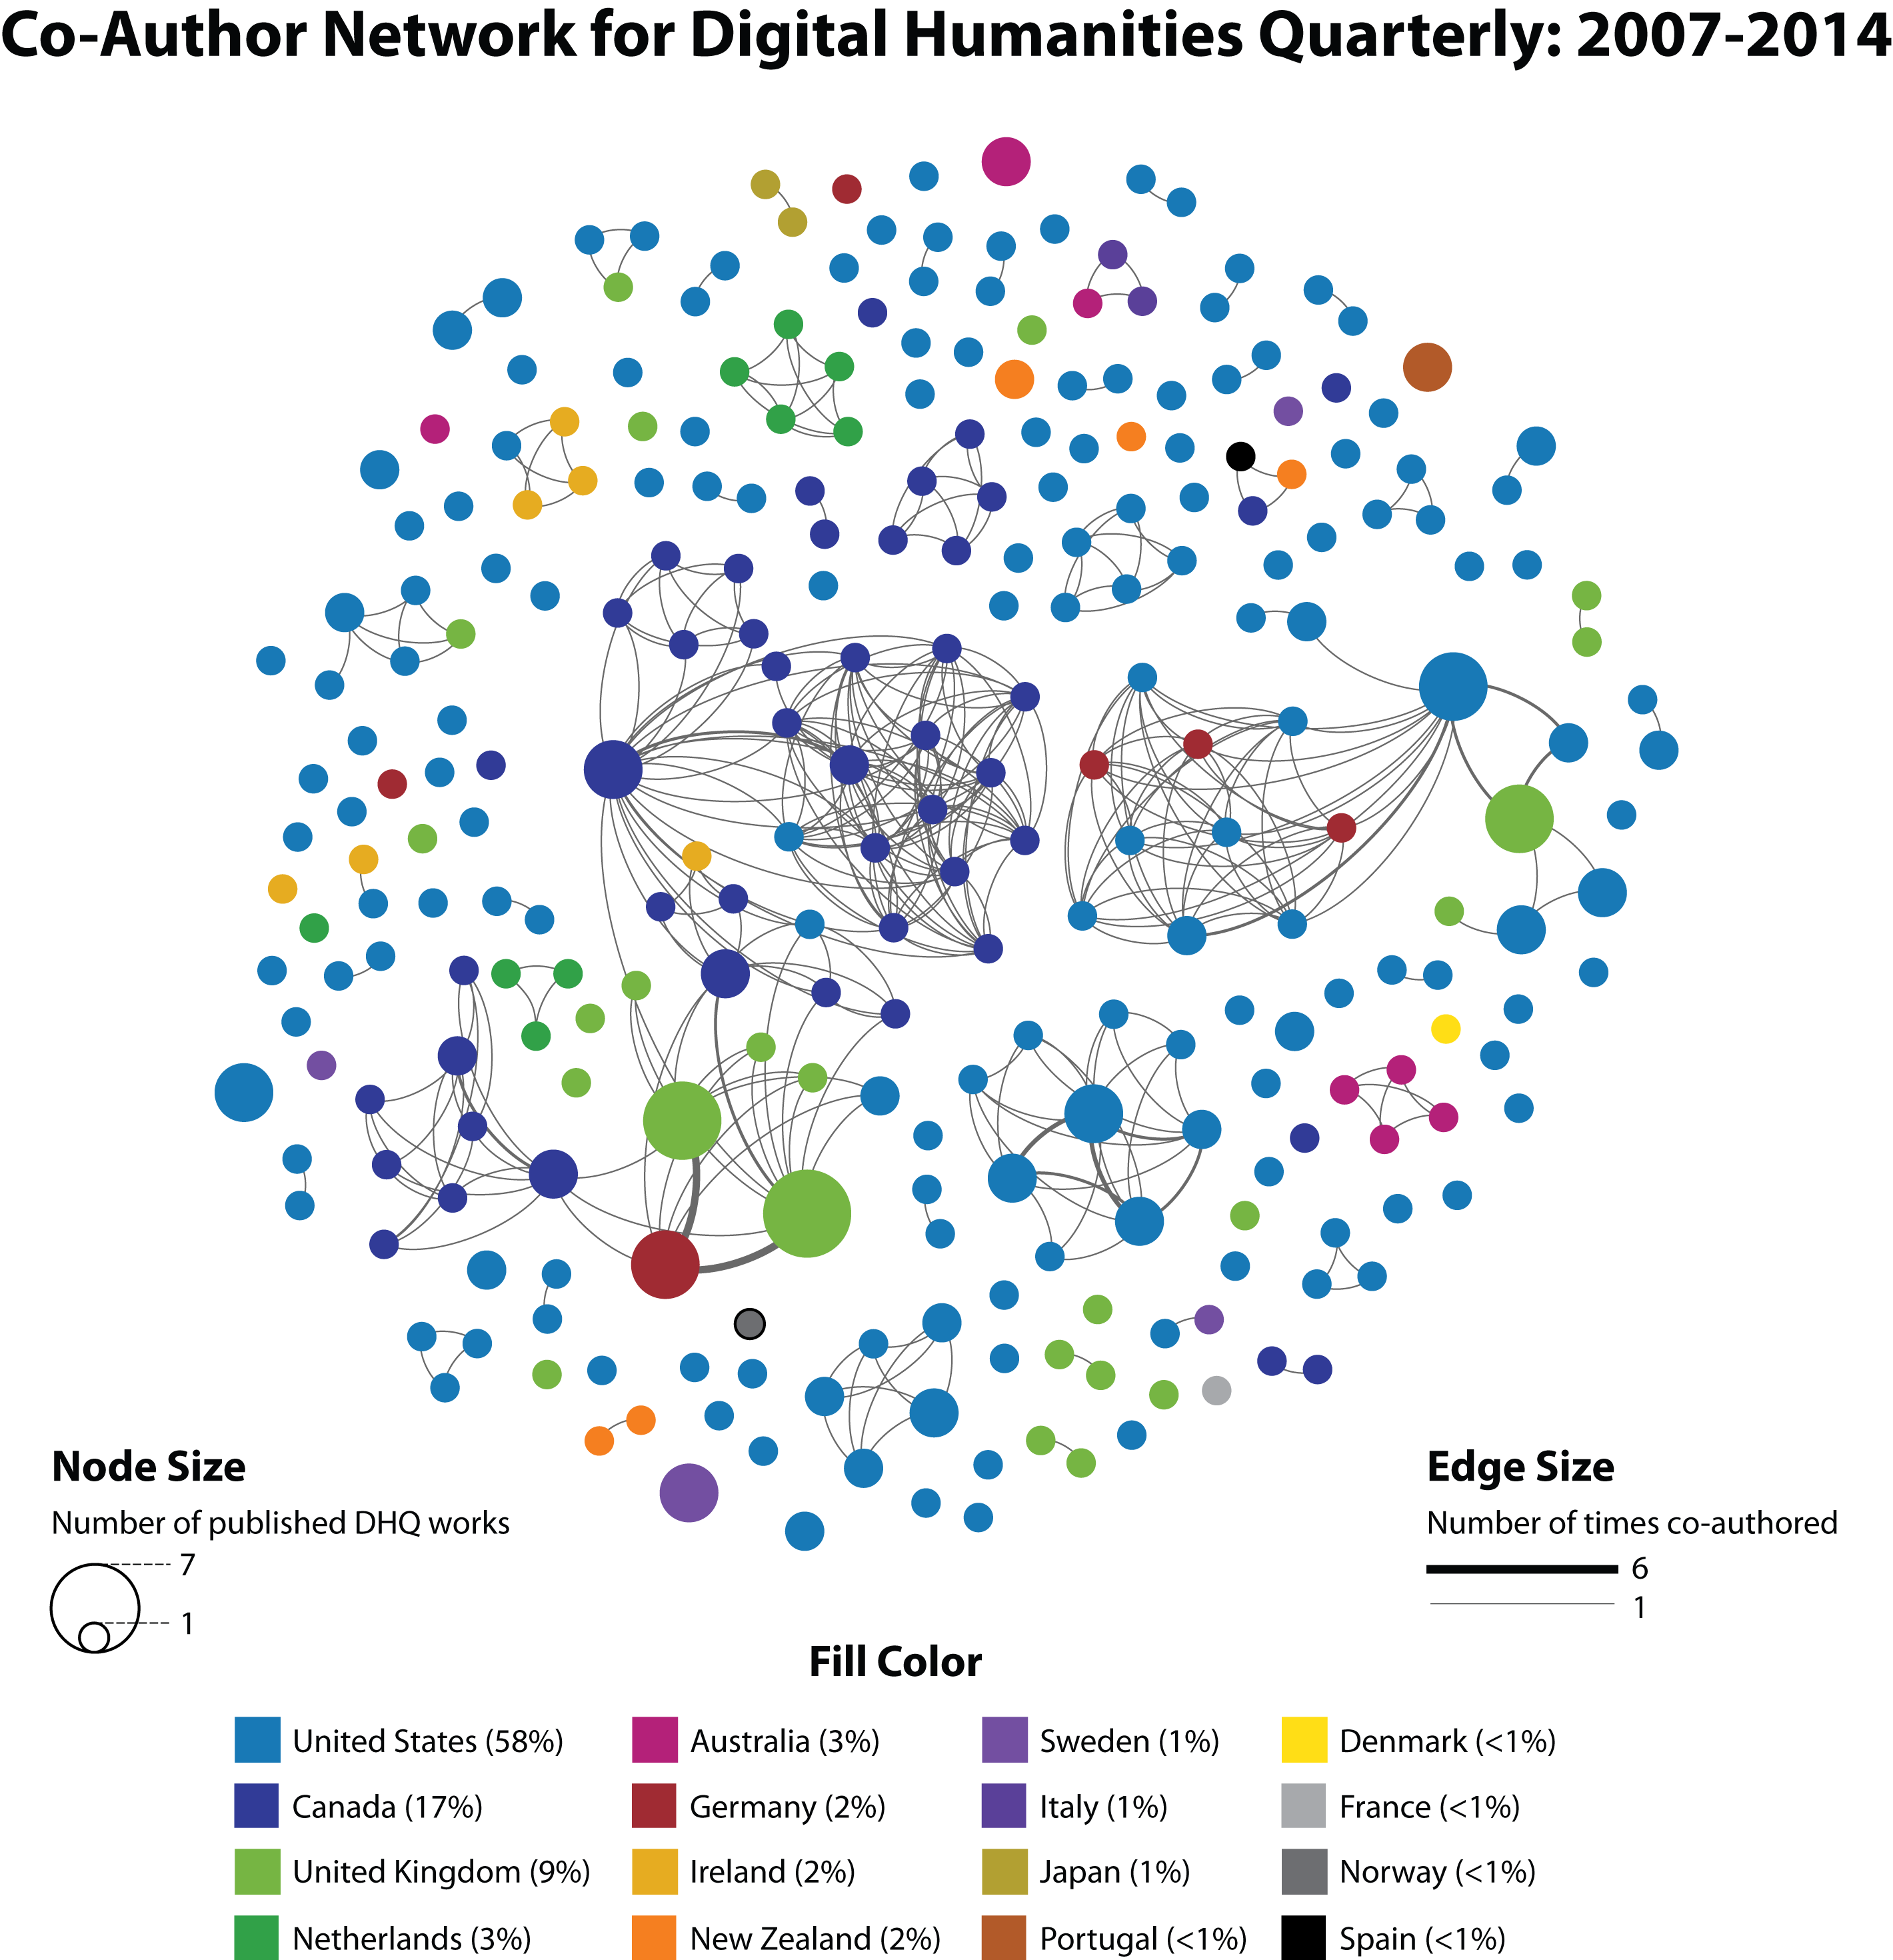 Co-Author Network for Digital Humanities Quarterly: 2007-2014
Node Size
Number of published DHQ works
7
1
Edge Size
Number of times co-authored
6
1
Fill Color
United States (58%)
Australia (3%)
Sweden (1%)
Denmark (<1%)
Canada (17%)
Germany (2%)
Italy (1%)
France (<1%)
United Kingdom (9%)
Ireland (2%)
Japan (1%)
Norway (<1%)
Netherlands (3%)
New Zealand (2%)
Portugal (<1%)
Spain (<1%)